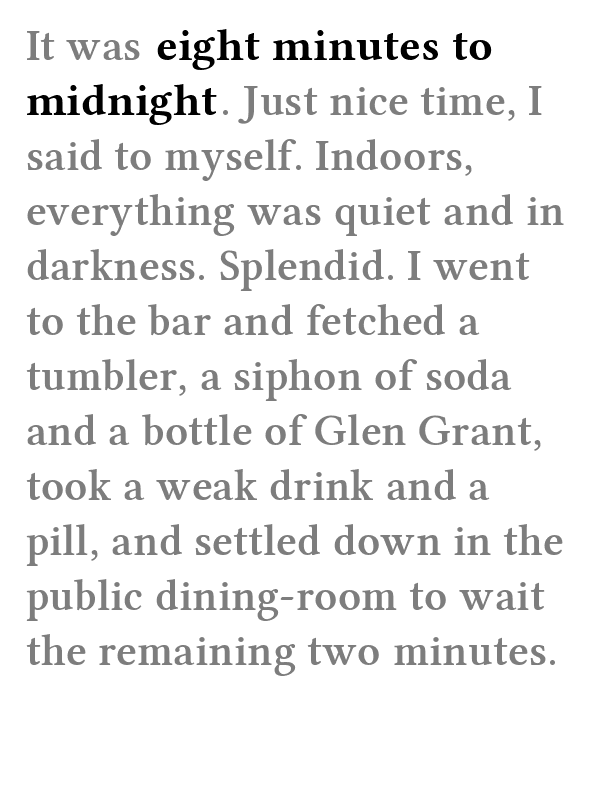 It was eight minutes to
midnight. Just nice time, I
said to myself. Indoors,
everything was quiet and in
darkness. Splendid. I went
to the bar and fetched a
tumbler, a siphon of soda
and a bottle of Glen Grant,
took a weak drink and a
pill, and settled down in the
public dining-room to wait
the remaining two minutes.